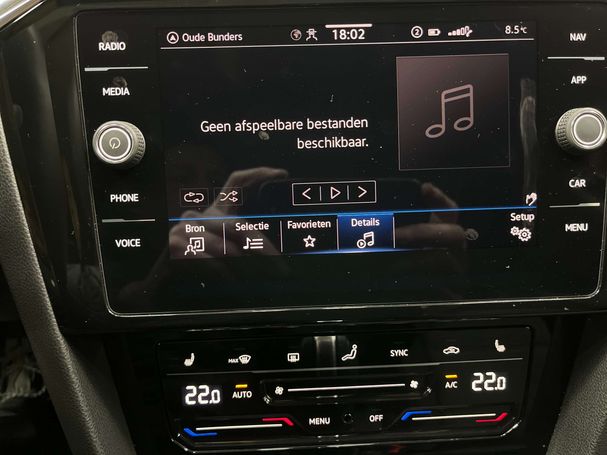 RADIO
Oude Bunders
18:02
2
8.5°C
NAV
MEDIA
APP
Geen afspeelbare bestanden
beschikbaar.
PHONE
CAR
VOICE
Bron
Selectie
Favorieten
Details
Setup
MENU
MAX
SYNC
22.0
AUTO
A/C
22.0
MENU
OFF